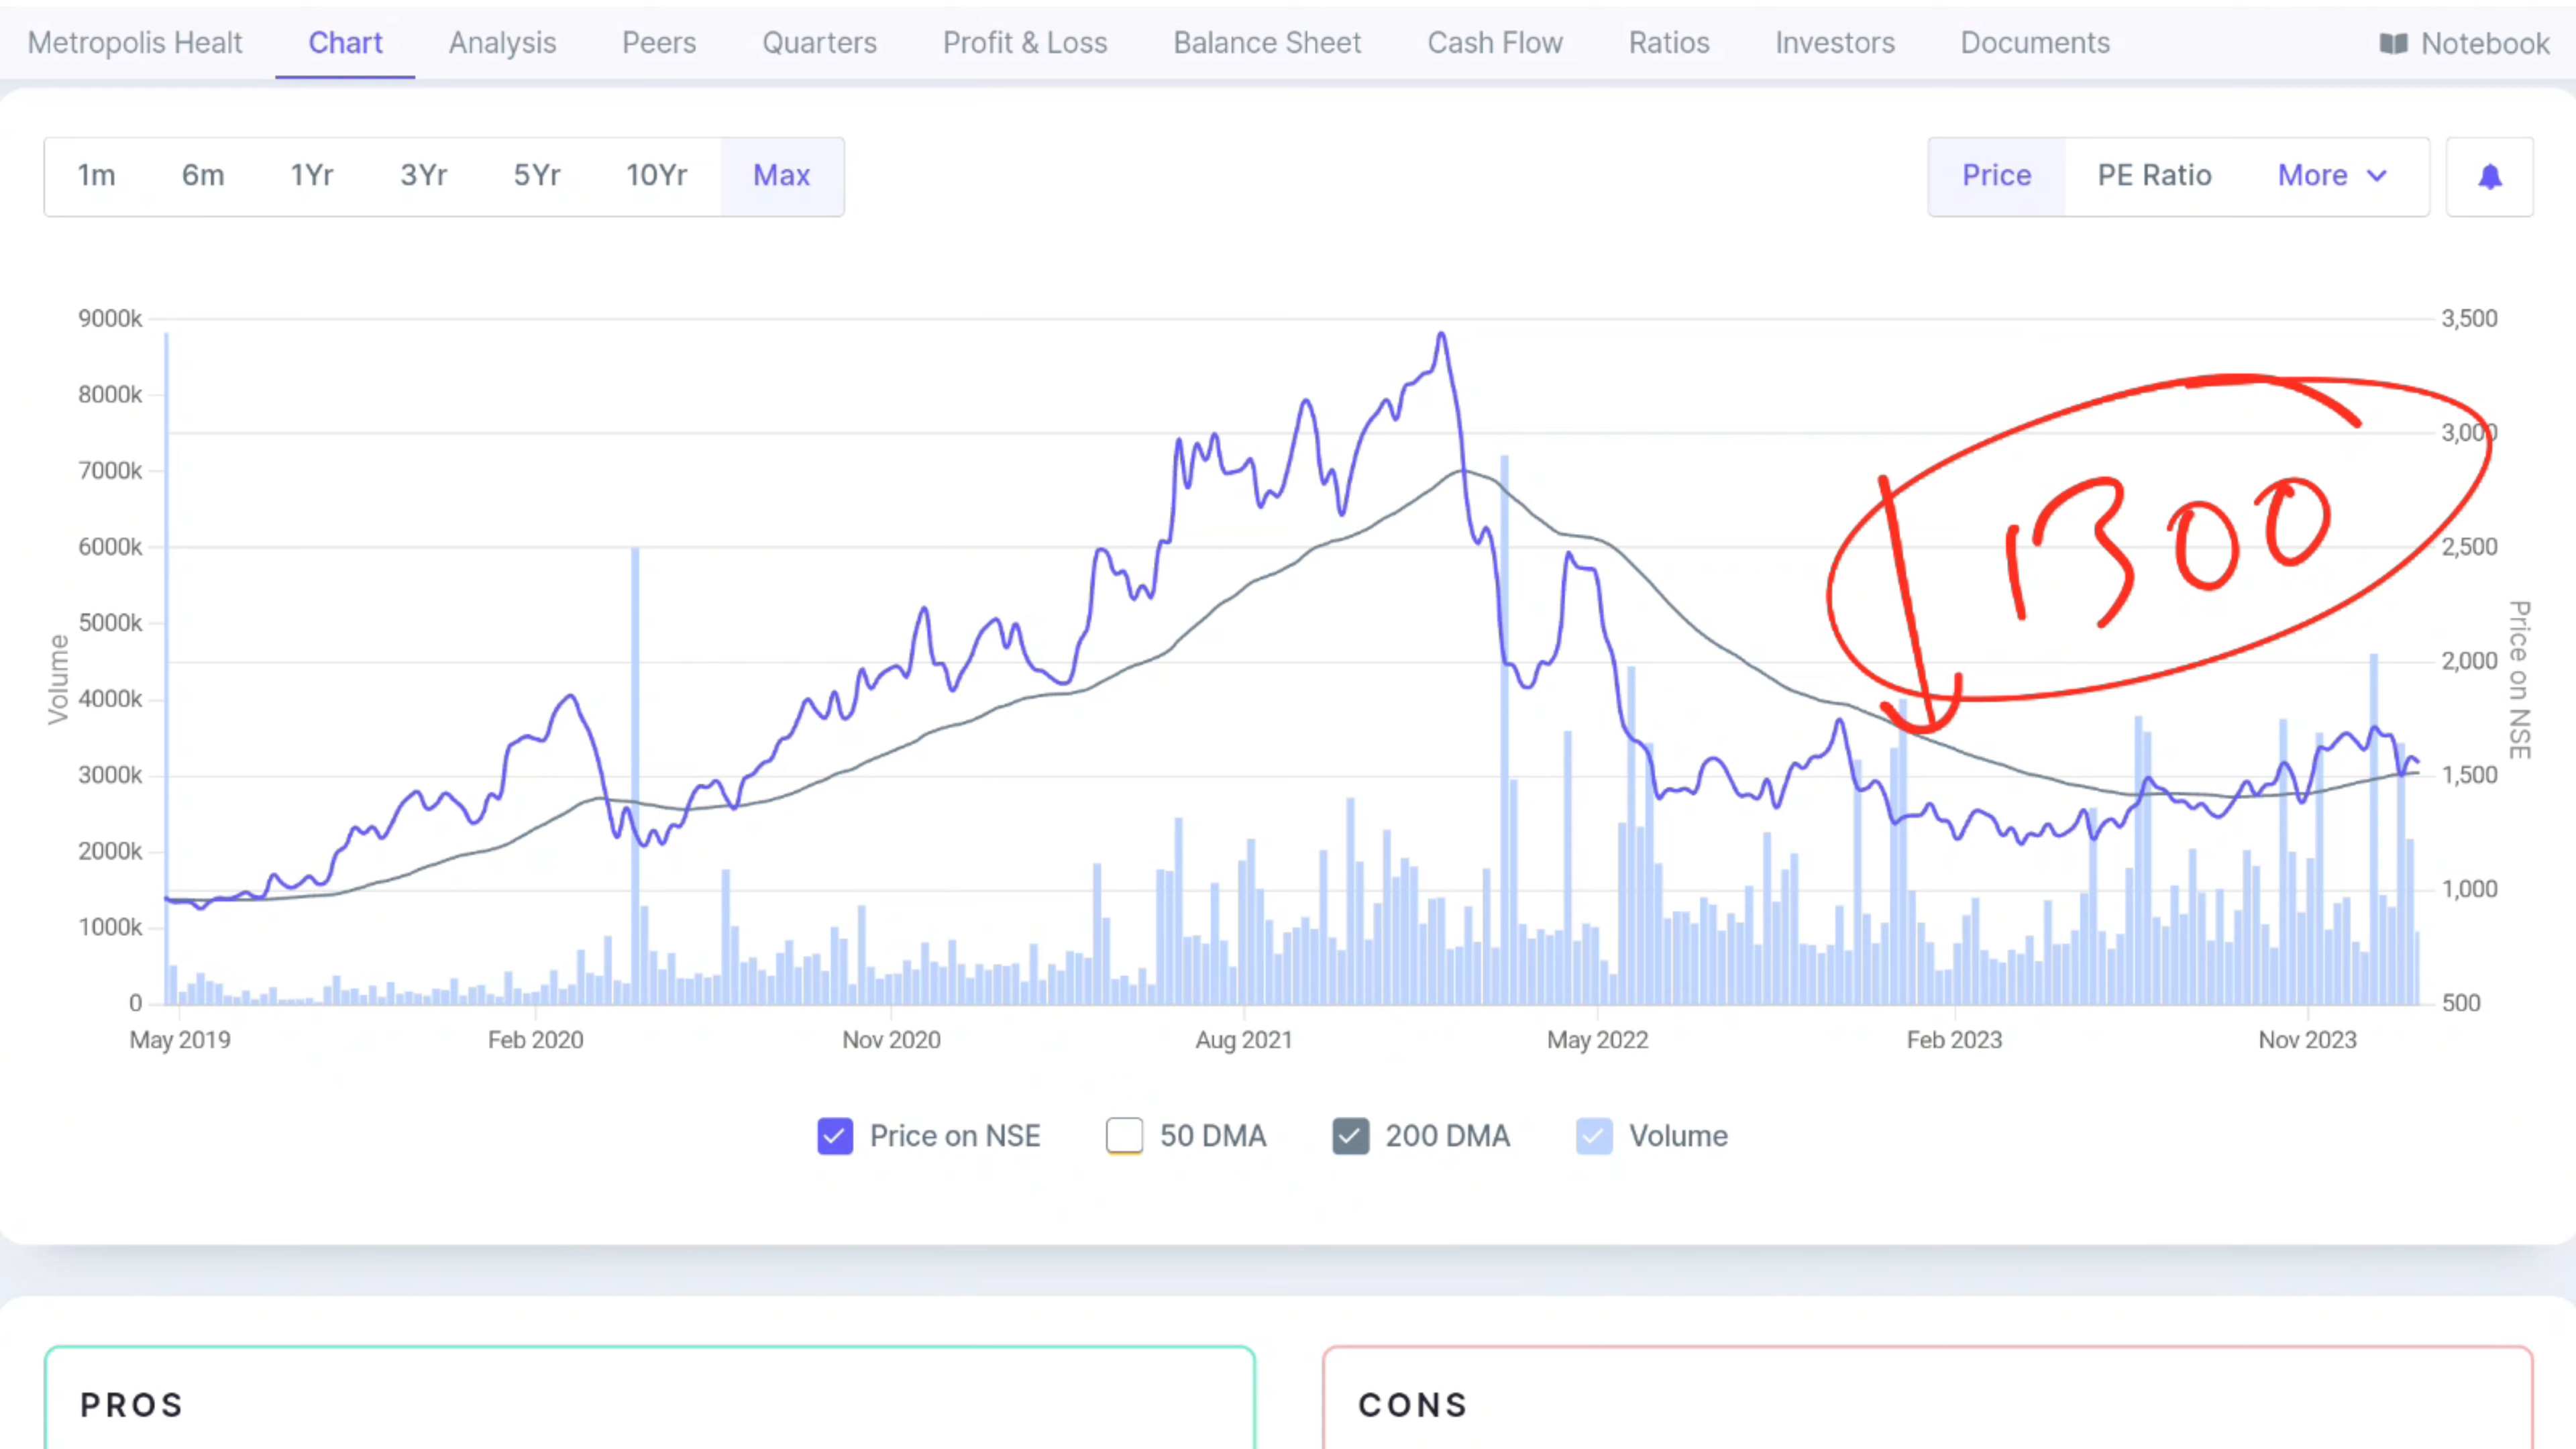 Metropolis Healt Chart Analysis Peers Quarters Profit & Loss Balance Sheet Cash Flow Ratios Investors Documents Notebook
1m 6m 1Yr 3Yr 5Yr 10Yr Max Price PE Ratio More
9000k 3,500
8000k
3,000
7000k
1300
6000k 2,500
5000k
Volume
Price on NSE
2,000
4000k
3000k 1,500
2000k
1,000
1000k
0 500
May 2019 Feb 2020 Nov 2020 Aug 2021 May 2022 Feb 2023 Nov 2023
Price on NSE 50 DMA 200 DMA Volume
PROS CONS